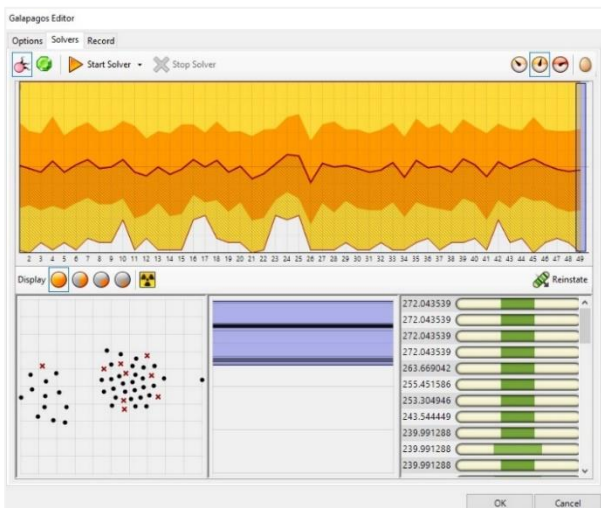 Galapagos Editor
Options Solvers Record
Start Solver Stop Solver
2 3 4 5 6 7 8 9 10 11 12 13 14 15 16 17 18 19 20 21 22 23 24 25 26 27 28 29 30 31 32 33 34 35 36 37 38 39 40 41 42 43 44 45 46 47 48 49
Display Reinstate
272.043539
272.043539
272.043539
272.043539
263.669042
255.451586
253.304946
243.544449
239.991288
239.991288
239.991288
OK Cancel